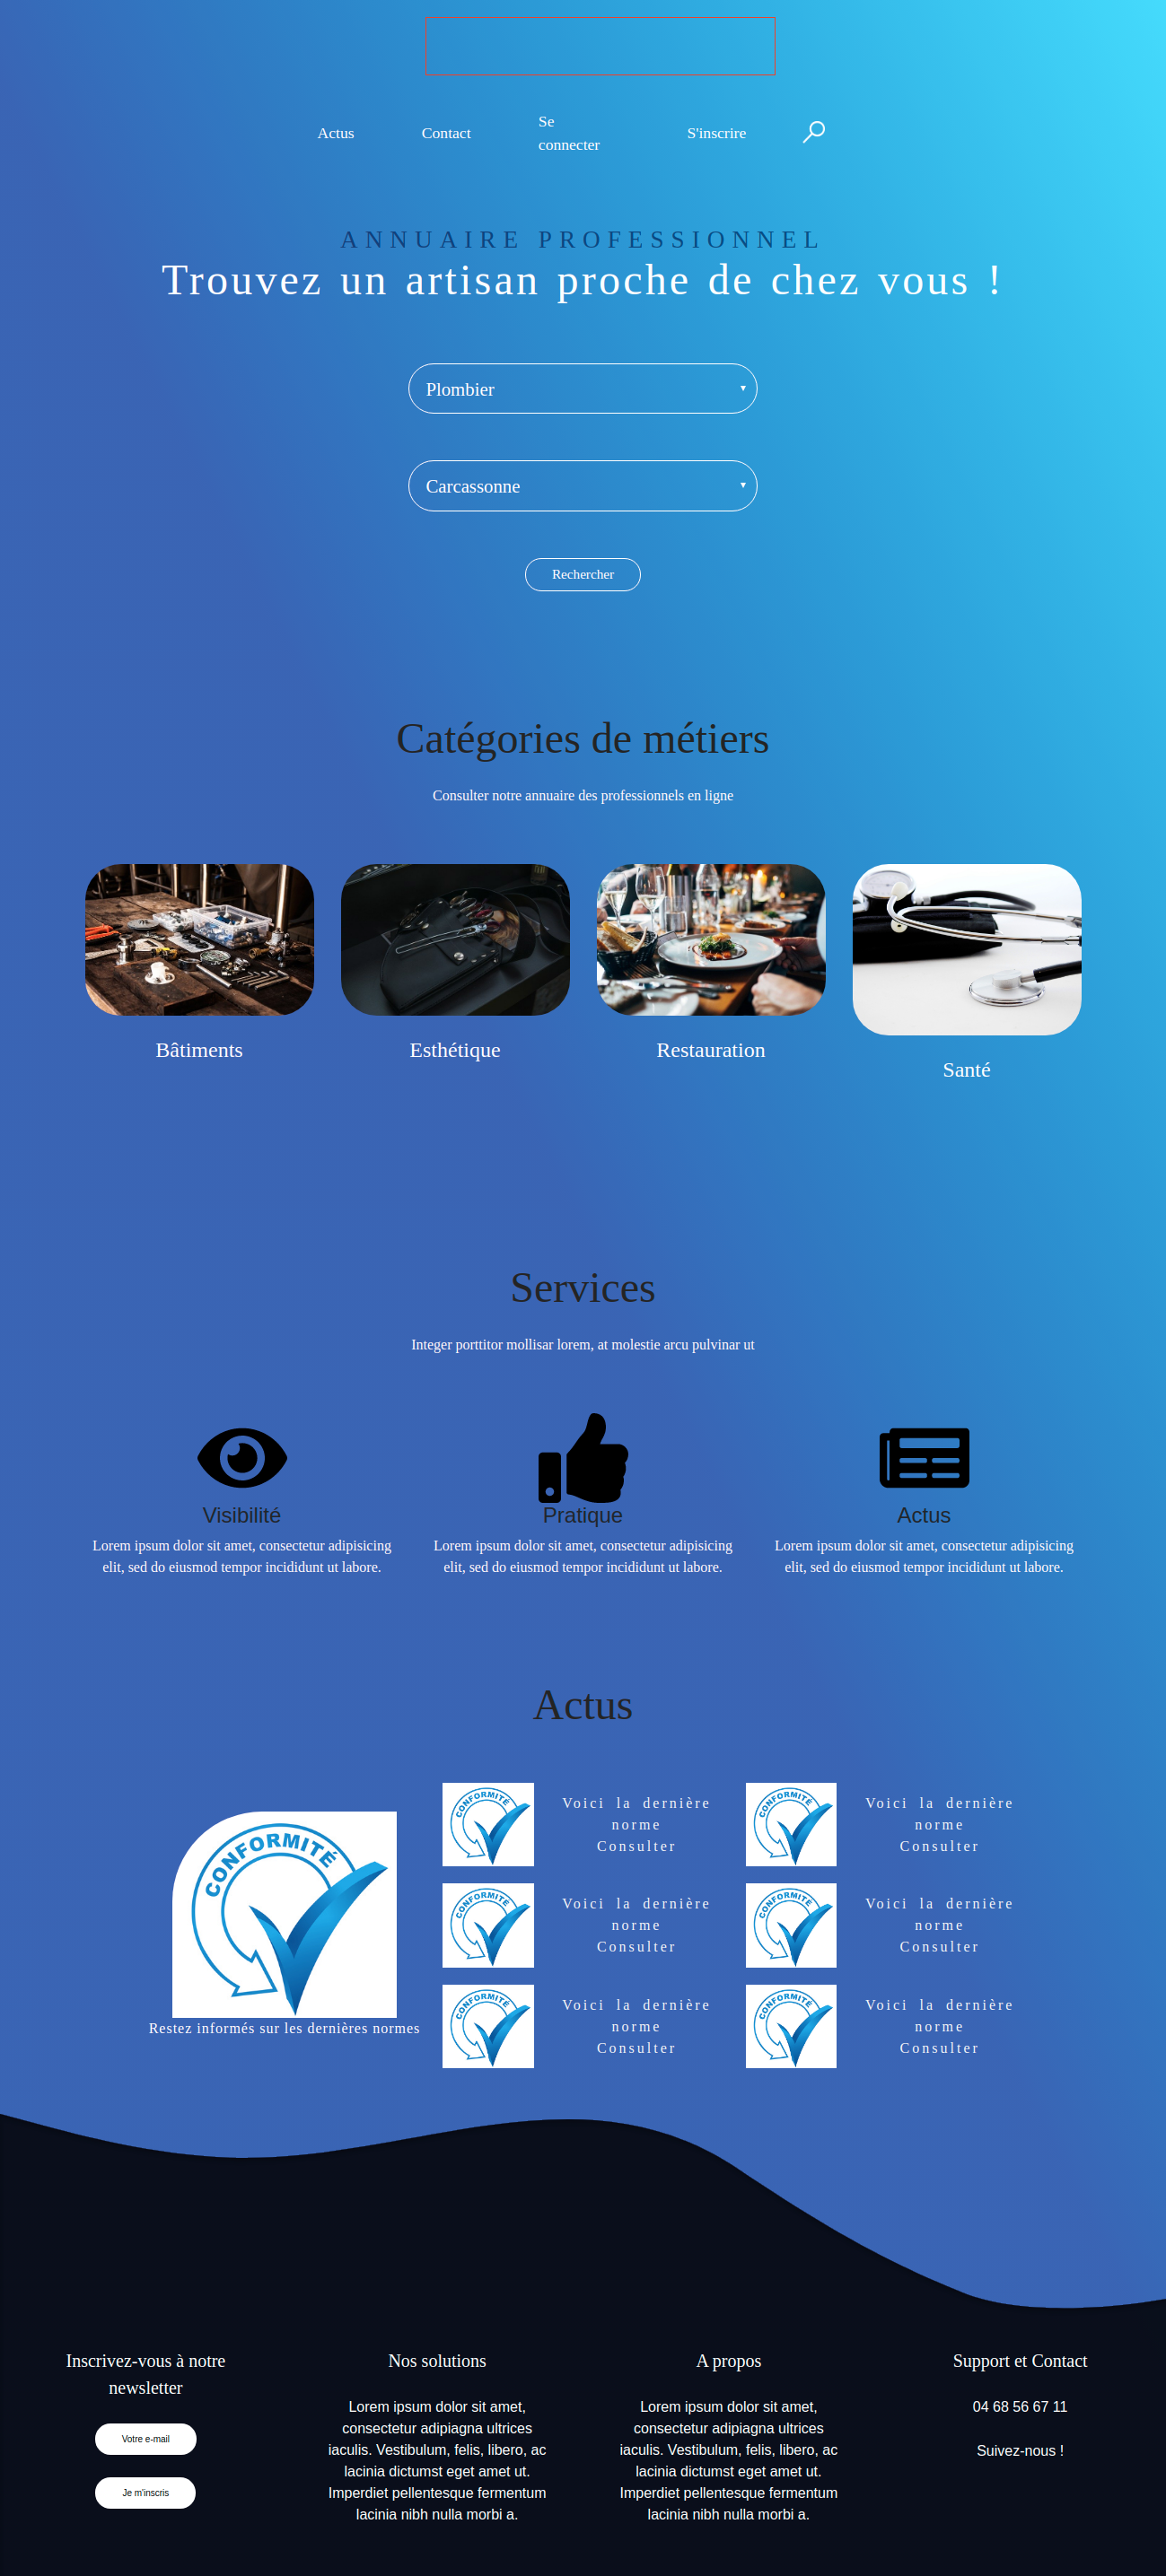 Actus
Contact
Se
connecter
S'inscrire
ANNUAIRE PROFESSIONNEL
Trouvez un artisan proche de chez vous !
Plombier
Carcassonne
Rechercher
Catégories de métiers
Consulter notre annuaire des professionnels en ligne
Bâtiments
Esthétique
Restauration
Santé
Services
Integer porttitor mollisar lorem, at molestie arcu pulvinar ut
Visibilité
Lorem ipsum dolor sit amet, consectetur adipisicing
elit, sed do eiusmod tempor incididunt ut labore.
Pratique
Lorem ipsum dolor sit amet, consectetur adipisicing
elit, sed do eiusmod tempor incididunt ut labore.
Actus
Lorem ipsum dolor sit amet, consectetur adipisicing
elit, sed do eiusmod tempor incididunt ut labore.
Actus
CONFORMITÉ
Restez informés sur les dernières normes
CONFORMITÉ
Voici la dernière
norme
Consulter
CONFORMITÉ
Voici la dernière
norme
Consulter
CONFORMITÉ
Voici la dernière
norme
Consulter
CONFORMITÉ
Voici la dernière
norme
Consulter
CONFORMITÉ
Voici la dernière
norme
Consulter
CONFORMITÉ
Voici la dernière
norme
Consulter
Inscrivez-vous à notre
newsletter
Votre e-mail
Je m'inscris
Nos solutions
Lorem ipsum dolor sit amet,
consectetur adipiagna ultrices
iaculis. Vestibulum, felis, libero, ac
lacinia dictumst eget amet ut.
Imperdiet pellentesque fermentum
lacinia nibh nulla morbi a.
A propos
Lorem ipsum dolor sit amet,
consectetur adipiagna ultrices
iaculis. Vestibulum, felis, libero, ac
lacinia dictumst eget amet ut.
Imperdiet pellentesque fermentum
lacinia nibh nulla morbi a.
Support et Contact
04 68 56 67 11
Suivez-nous !